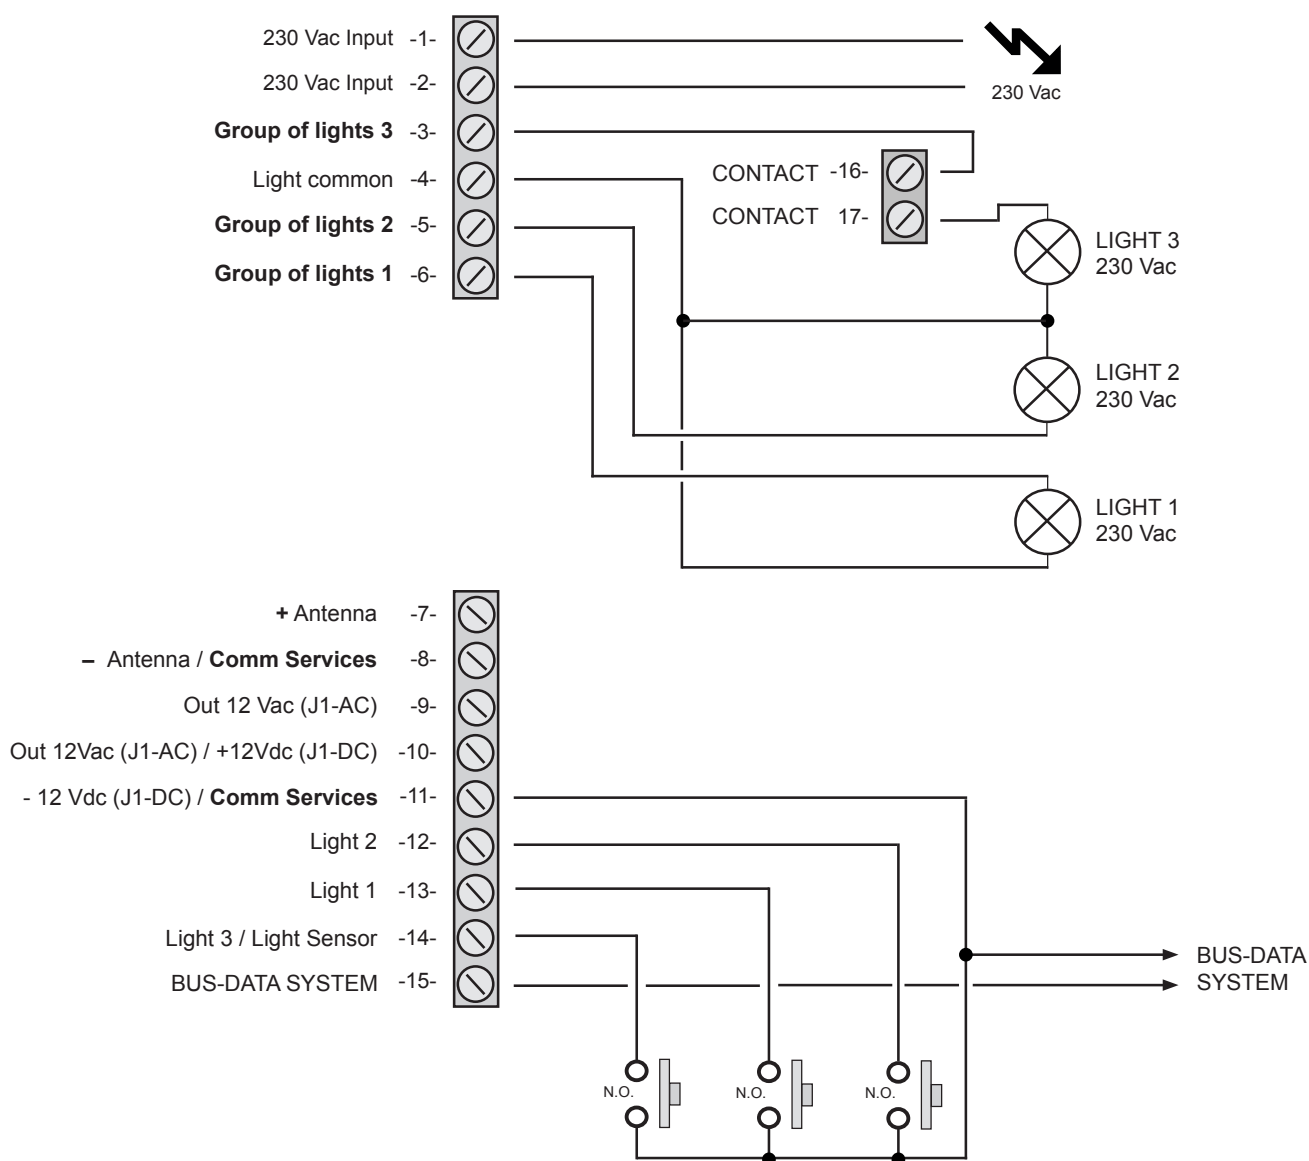 230 Vac Input -1-
230 Vac Input -2-
230 Vac
Group of lights 3 -3-
Light common -4-
Group of lights 2 -5-
Group of lights 1 -6-
CONTACT -16-
CONTACT 17-
LIGHT 3
230 Vac
LIGHT 2
230 Vac
LIGHT 1
230 Vac
+ Antenna -7-
– Antenna / Comm Services -8-
Out 12 Vac (J1-AC) -9-
Out 12Vac (J1-AC) / +12Vdc (J1-DC) -10-
- 12 Vdc (J1-DC) / Comm Services -11-
Light 2 -12-
Light 1 -13-
Light 3 / Light Sensor -14-
BUS-DATA SYSTEM -15-
BUS-DATA
SYSTEM
N.O. N.O. N.O.